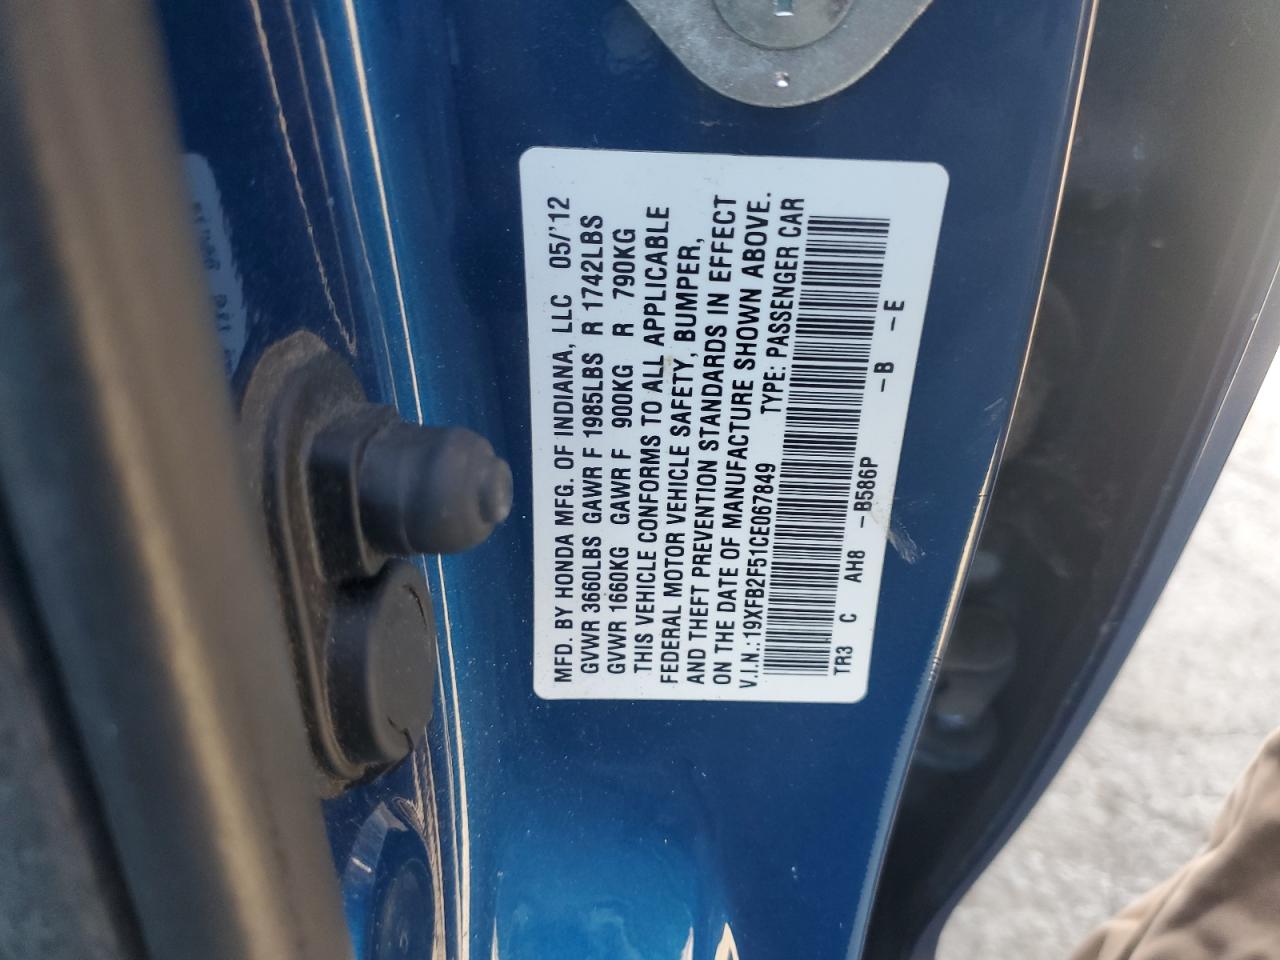 MFD. BY HONDA MFG. OF INDIANA, LLC 05/'12
GVWR 3660LBS GAWR F 1985LBS R 1742LBS
GVWR 1660KG GAWR F 900KG R 790KG
THIS VEHICLE CONFORMS TO ALL APPLICABLE
FEDERAL MOTOR VEHICLE SAFETY, BUMPER,
AND THEFT PREVENTION STANDARDS IN EFFECT
ON THE DATE OF MANUFACTURE SHOWN ABOVE.
V.I.N.:19XFB2F51CE067849 TYPE: PASSENGER CAR
TR3 C AH8 -B586P -B -E